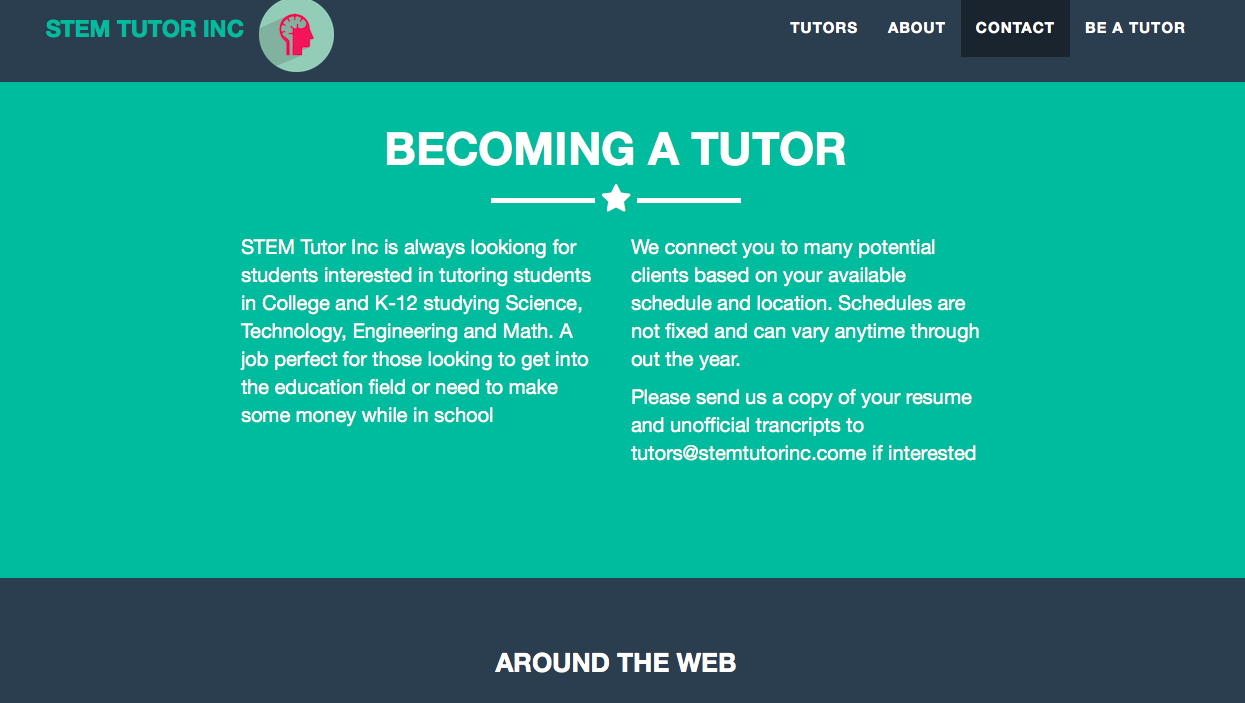 STEM TUTOR INC
TUTORS
ABOUT
CONTACT
BE A TUTOR
BECOMING A TUTOR
STEM Tutor Inc is always lookiong for
students interested in tutoring students
in College and K-12 studying Science,
Technology, Engineering and Math. A
job perfect for those looking to get into
the education field or need to make
some money while in school
We connect you to many potential
clients based on your available
schedule and location. Schedules are
not fixed and can vary anytime through
out the year.
Please send us a copy of your resume
and unofficial trancripts to
tutors@stemtutorinc.come if interested
AROUND THE WEB